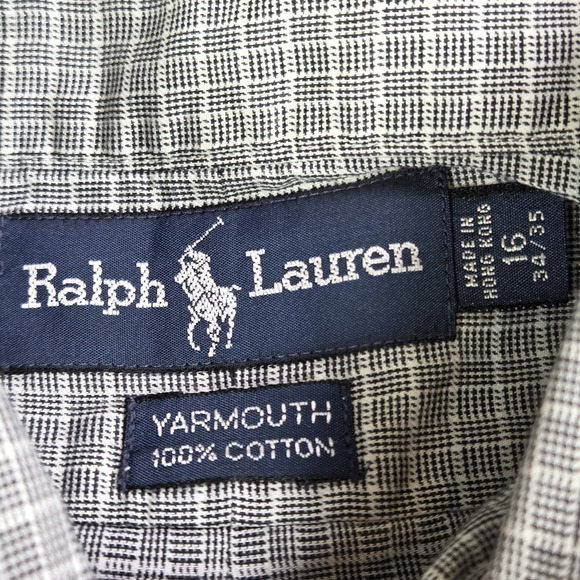 Ralph Lauren
MADE IN
HONG KONG
16
34/35
YARMOUTH
100% COTTON